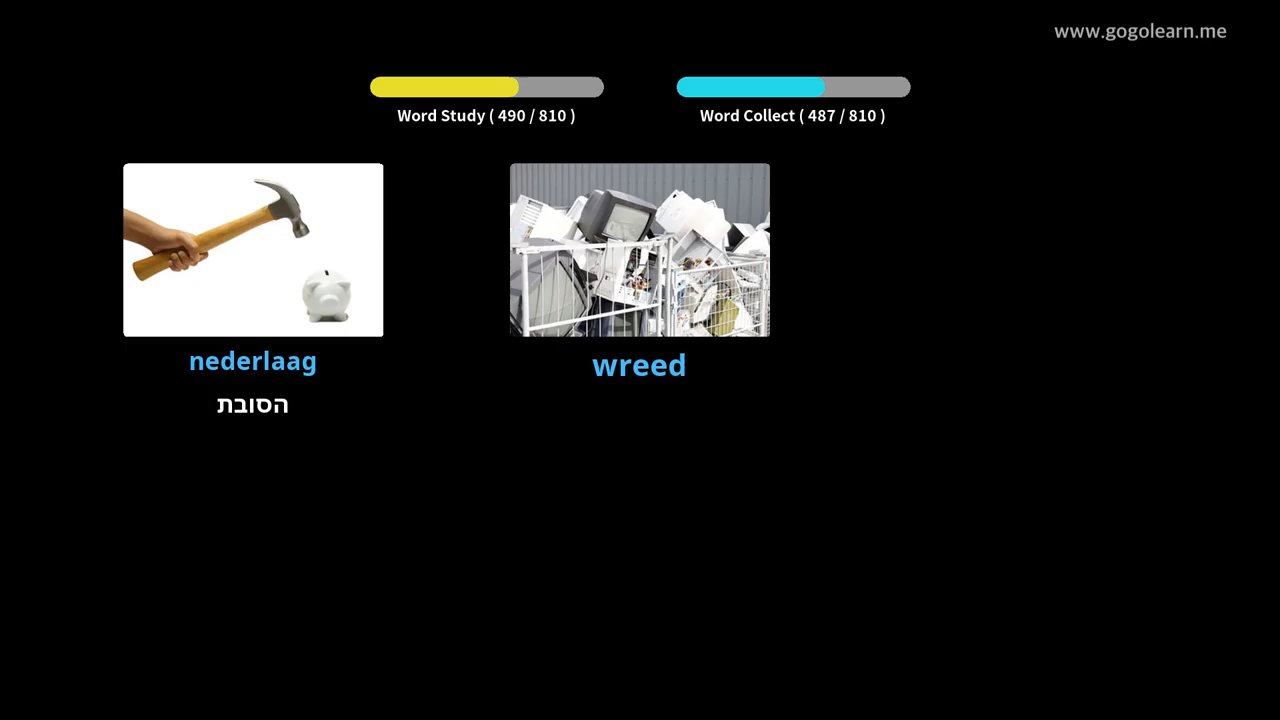 www.gogolearn.me
Word Study ( 490 / 810 )
Word Collect ( 487 / 810 )
nederlaag
הסובת
wreed